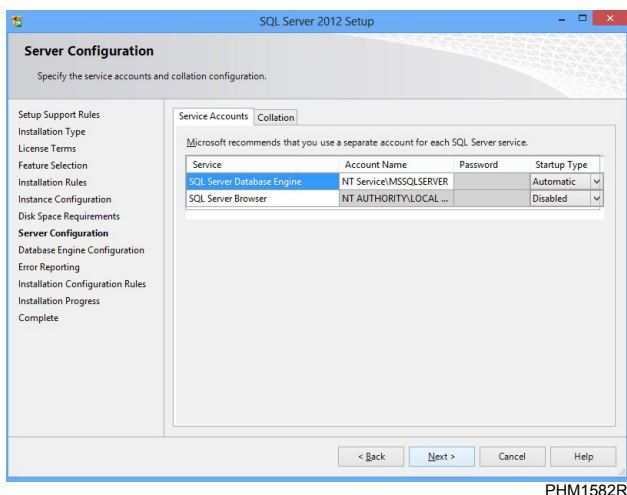 SQL Server 2012 Setup
Server Configuration
Specify the service accounts and collation configuration.
Setup Support Rules
Installation Type
License Terms
Feature Selection
Installation Rules
Instance Configuration
Disk Space Requirements
Server Configuration
Database Engine Configuration
Error Reporting
Installation Configuration Rules
Installation Progress
Complete
Service Accounts Collation
Microsoft recommends that you use a separate account for each SQL Server service.
Service Account Name Password Startup Type
SQL Server Database Engine NT Service\MSSQLSERVER Automatic
SQL Server Browser NT AUTHORITY\LOCAL ... Disabled
< Back Next > Cancel Help
PHM1582R